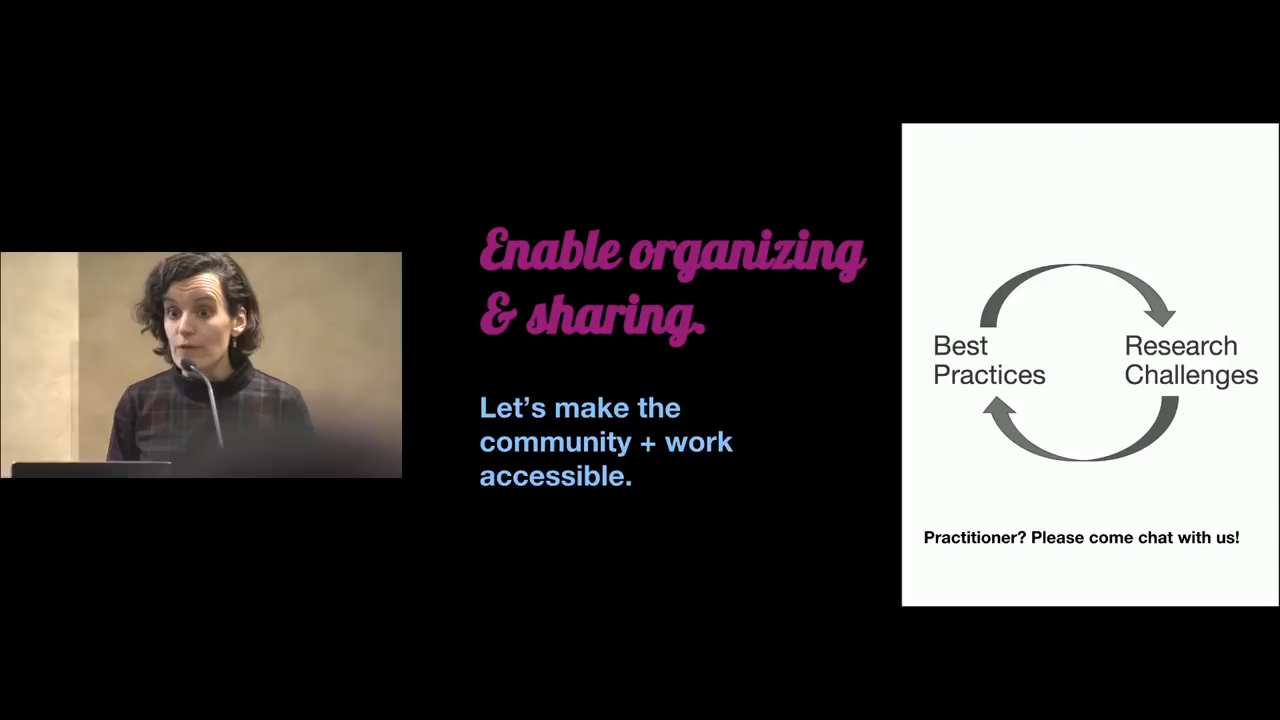 Enable organizing
& sharing.
Let’s make the
community + work
accessible.
Best
Practices
Research
Challenges
Practitioner? Please come chat with us!